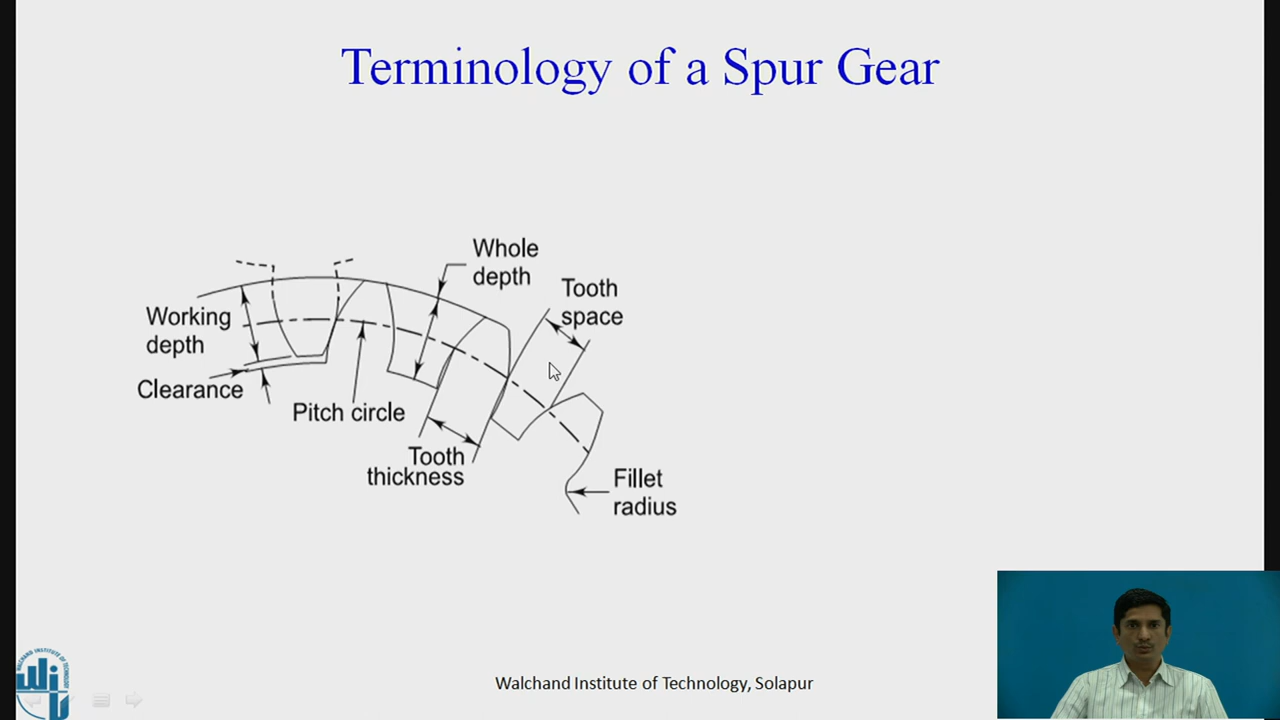 Terminology of a Spur Gear
Whole
depth
Tooth
space
Working
depth
Clearance
Pitch circle
Tooth
thickness
Fillet
radius
Walchand Institute of Technology, Solapur